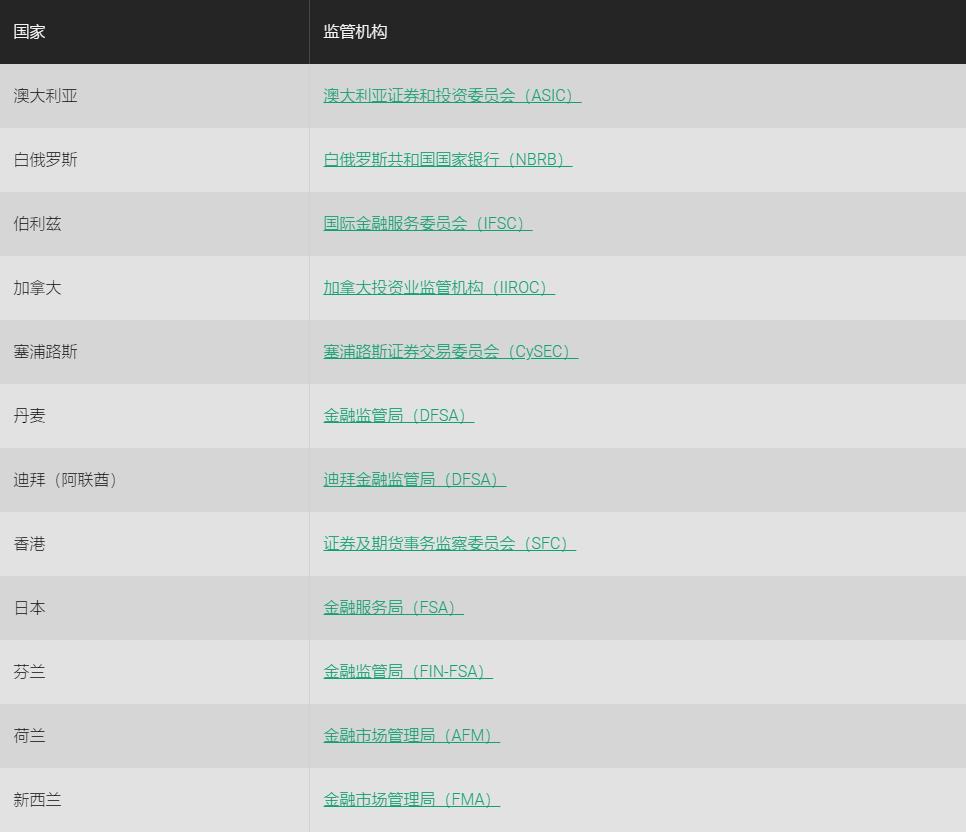 国家 监管机构
澳大利亚 澳大利亚证券和投资委员会（ASIC）
白俄罗斯 白俄罗斯共和国国家银行（NBRB）
伯利兹 国际金融服务委员会（IFSC）
加拿大 加拿大投资业监管机构（IIROC）
塞浦路斯 塞浦路斯证券交易委员会（CySEC）
丹麦 金融监管局（DFSA）
迪拜（阿联酋） 迪拜金融监管局（DFSA）
香港 证券及期货事务监察委员会（SFC）
日本 金融服务局（FSA）
芬兰 金融监管局（FIN-FSA）
荷兰 金融市场管理局（AFM）
新西兰 金融市场管理局（FMA）